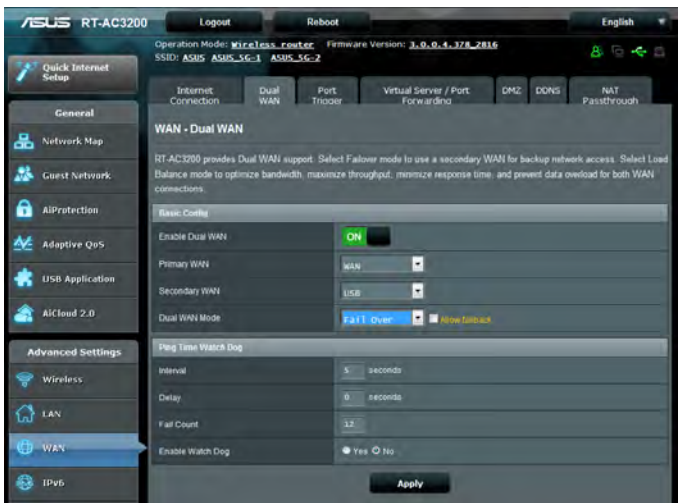 ASUS RT-AC3200 Logout Reboot English
Operation Mode: Wireless router Firmware Version: 3.0.0.4.378_2816
SSID: ASUS ASUS_5G-1 ASUS_5G-2
Quick Internet
Setup
General
Network Map
Guest Network
AiProtection
Adaptive QoS
USB Application
AiCloud 2.0
Advanced Settings
Wireless
LAN
WAN
IPv6
Internet
Connection
Dual
WAN
Port
Trigger
Virtual Server / Port
Forwarding
DMZ
DDNS
NAT
Passthrough
WAN - Dual WAN
RT-AC3200 provides Dual WAN support. Select Failover mode to use a secondary WAN for backup network access. Select Load
Balance mode to optimize bandwidth, maximize throughput, minimize response time, and prevent data overload for both WAN
connections.
Basic Config
Enable Dual WAN ON
Primary WAN WAN
Secondary WAN USB
Dual WAN Mode Fail Over Allow failback
Ping Time Watch Dog
Interval 5 seconds
Delay 0 seconds
Fail Count 12
Enable Watch Dog Yes No
Apply